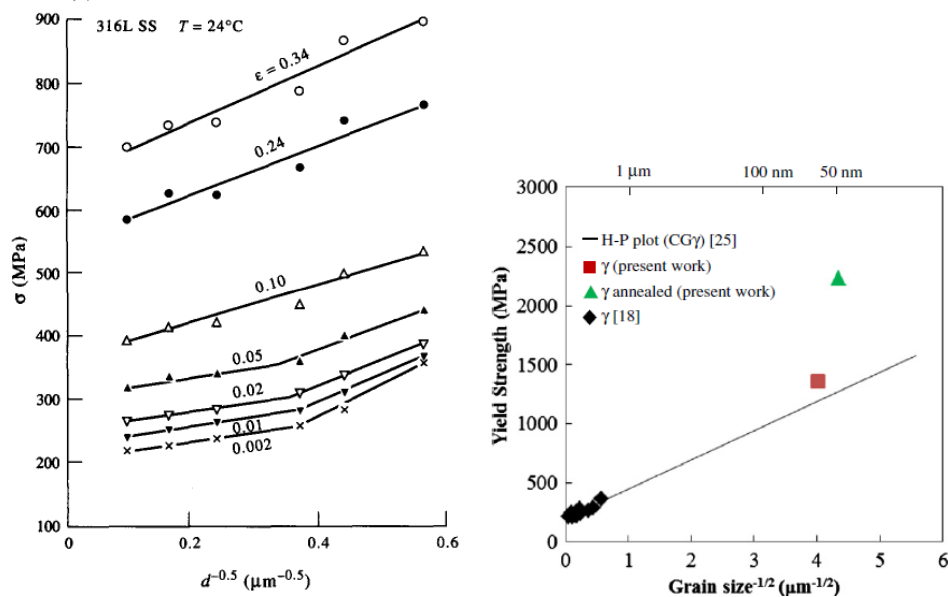 900
316L SS T = 24°C
ε = 0.34
800
700
0.24
600
σ (MPa)
500
0.10
400
0.05
300
0.02
0.01
0.002
200
100
0
0.2
0.4
0.6
d⁻⁰·⁵ (μm⁻⁰·⁵)
1 μm
100 nm
50 nm
3000
2500
2000
1500
1000
500
0
Yield Strength (MPa)
H-P plot (CGγ) [25]
γ (present work)
γ annealed (present work)
γ [18]
0
1
2
3
4
5
6
Grain size⁻¹/² (μm⁻¹/²)